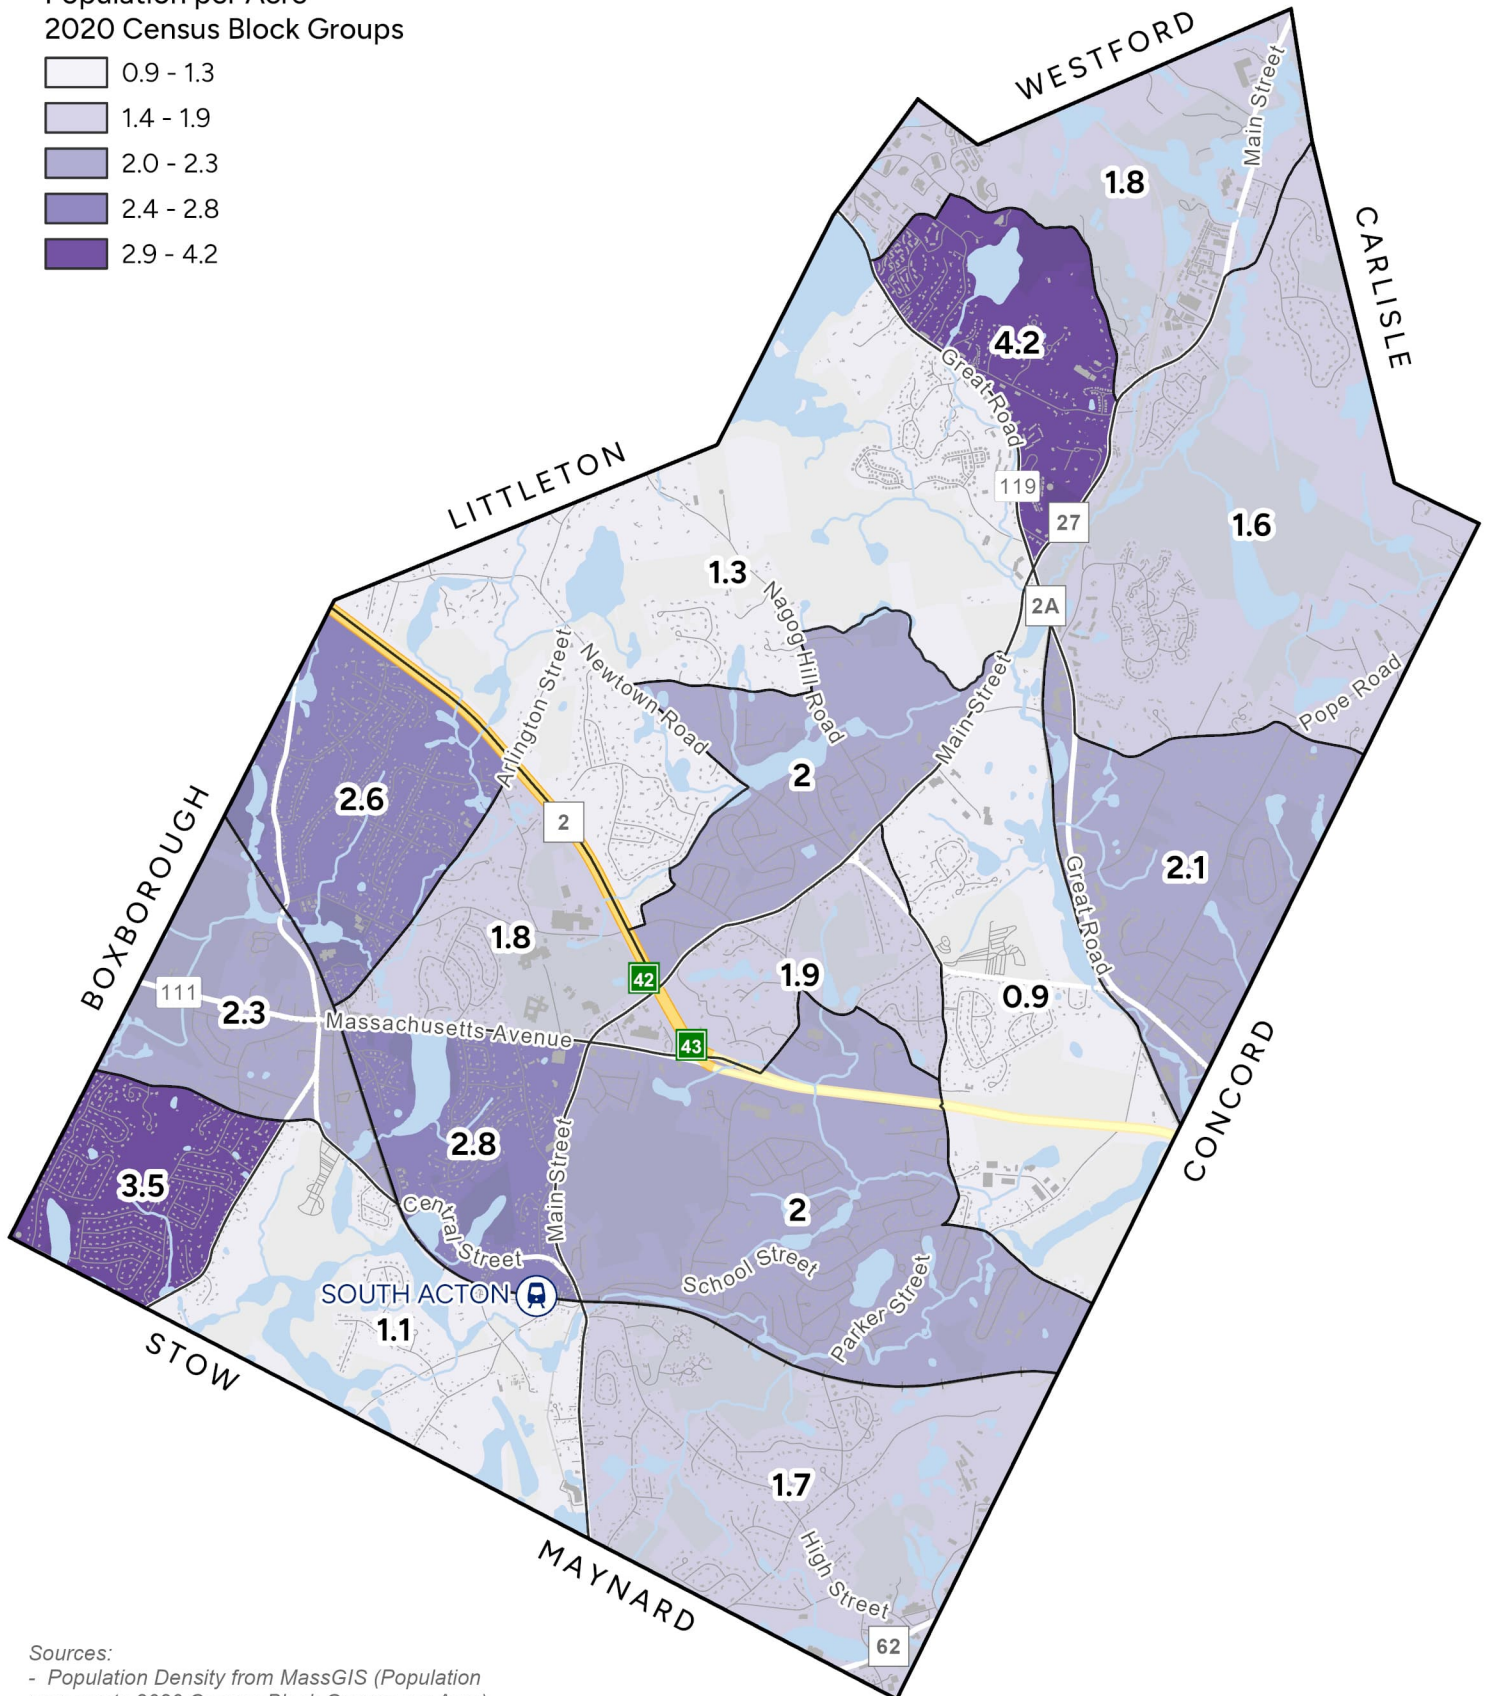 Population per Acre
2020 Census Block Groups
0.9 - 1.3
1.4 - 1.9
2.0 - 2.3
2.4 - 2.8
2.9 - 4.2
WESTFORD
Main Street
1.8
CARLISLE
4.2
Great Road
LITTLETON
119
27
1.6
1.3
2A
Nagog Hill Road
Arlington Street
Newtown Road
Main Street
Pope Road
2
2.6
2
BOXBOROUGH
2.1
Great Road
1.8
42
1.9
0.9
111
2.3
Massachusetts Avenue
43
CONCORD
2.8
3.5
Main Street
Central Street
2
School Street
Parker Street
SOUTH ACTON
1.1
STOW
1.7
MAYNARD
High Street
62
Sources:
- Population Density from MassGIS (Population